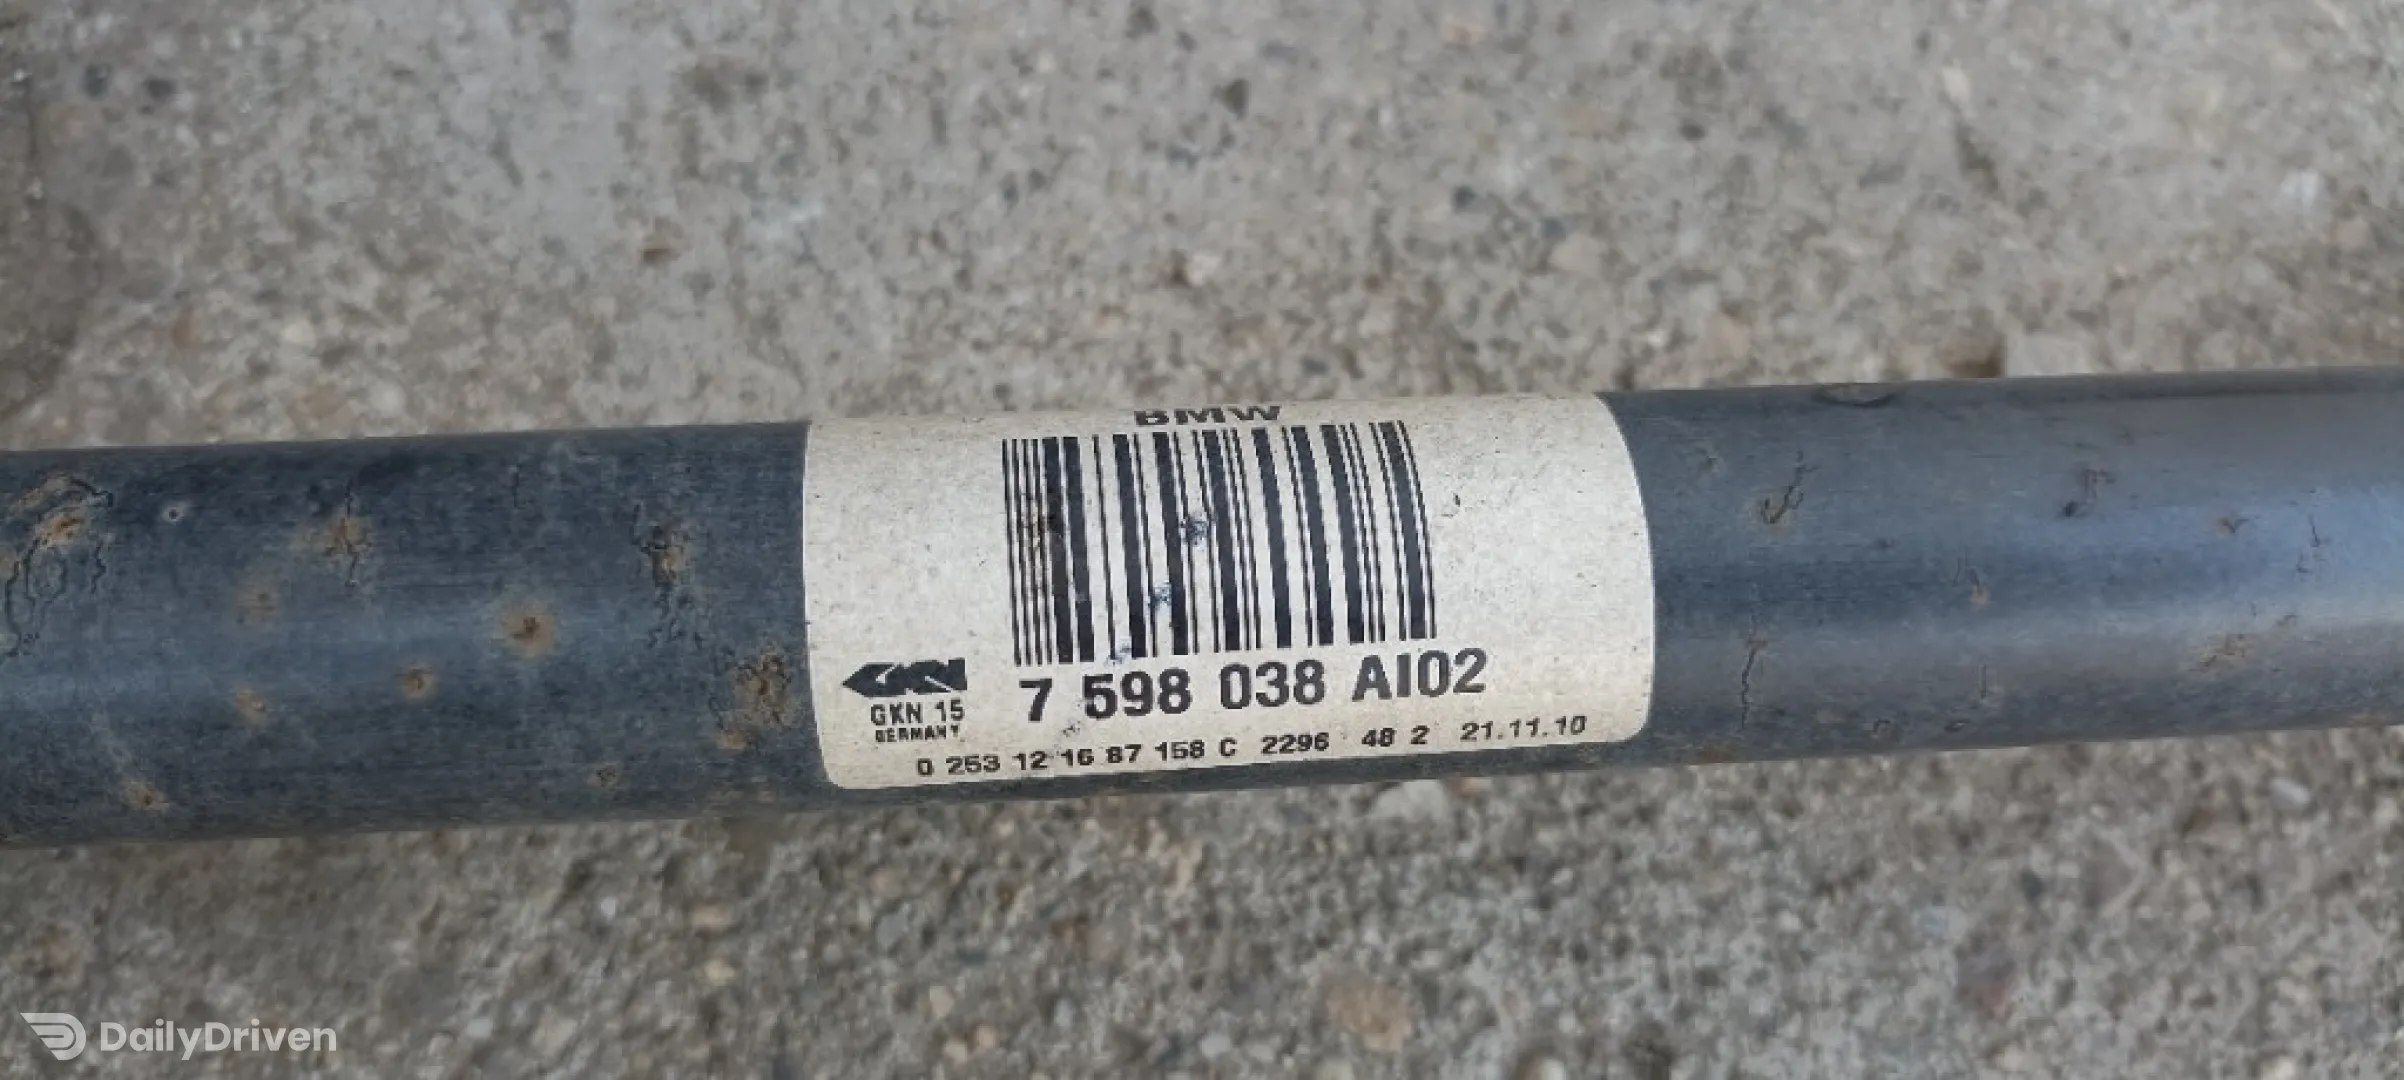 BMW
7 598 038 AI02
GKN
GKN 15
GERMANY
0 253 12 16 87 158 C 2296 48 2 21.11.10
DailyDriven